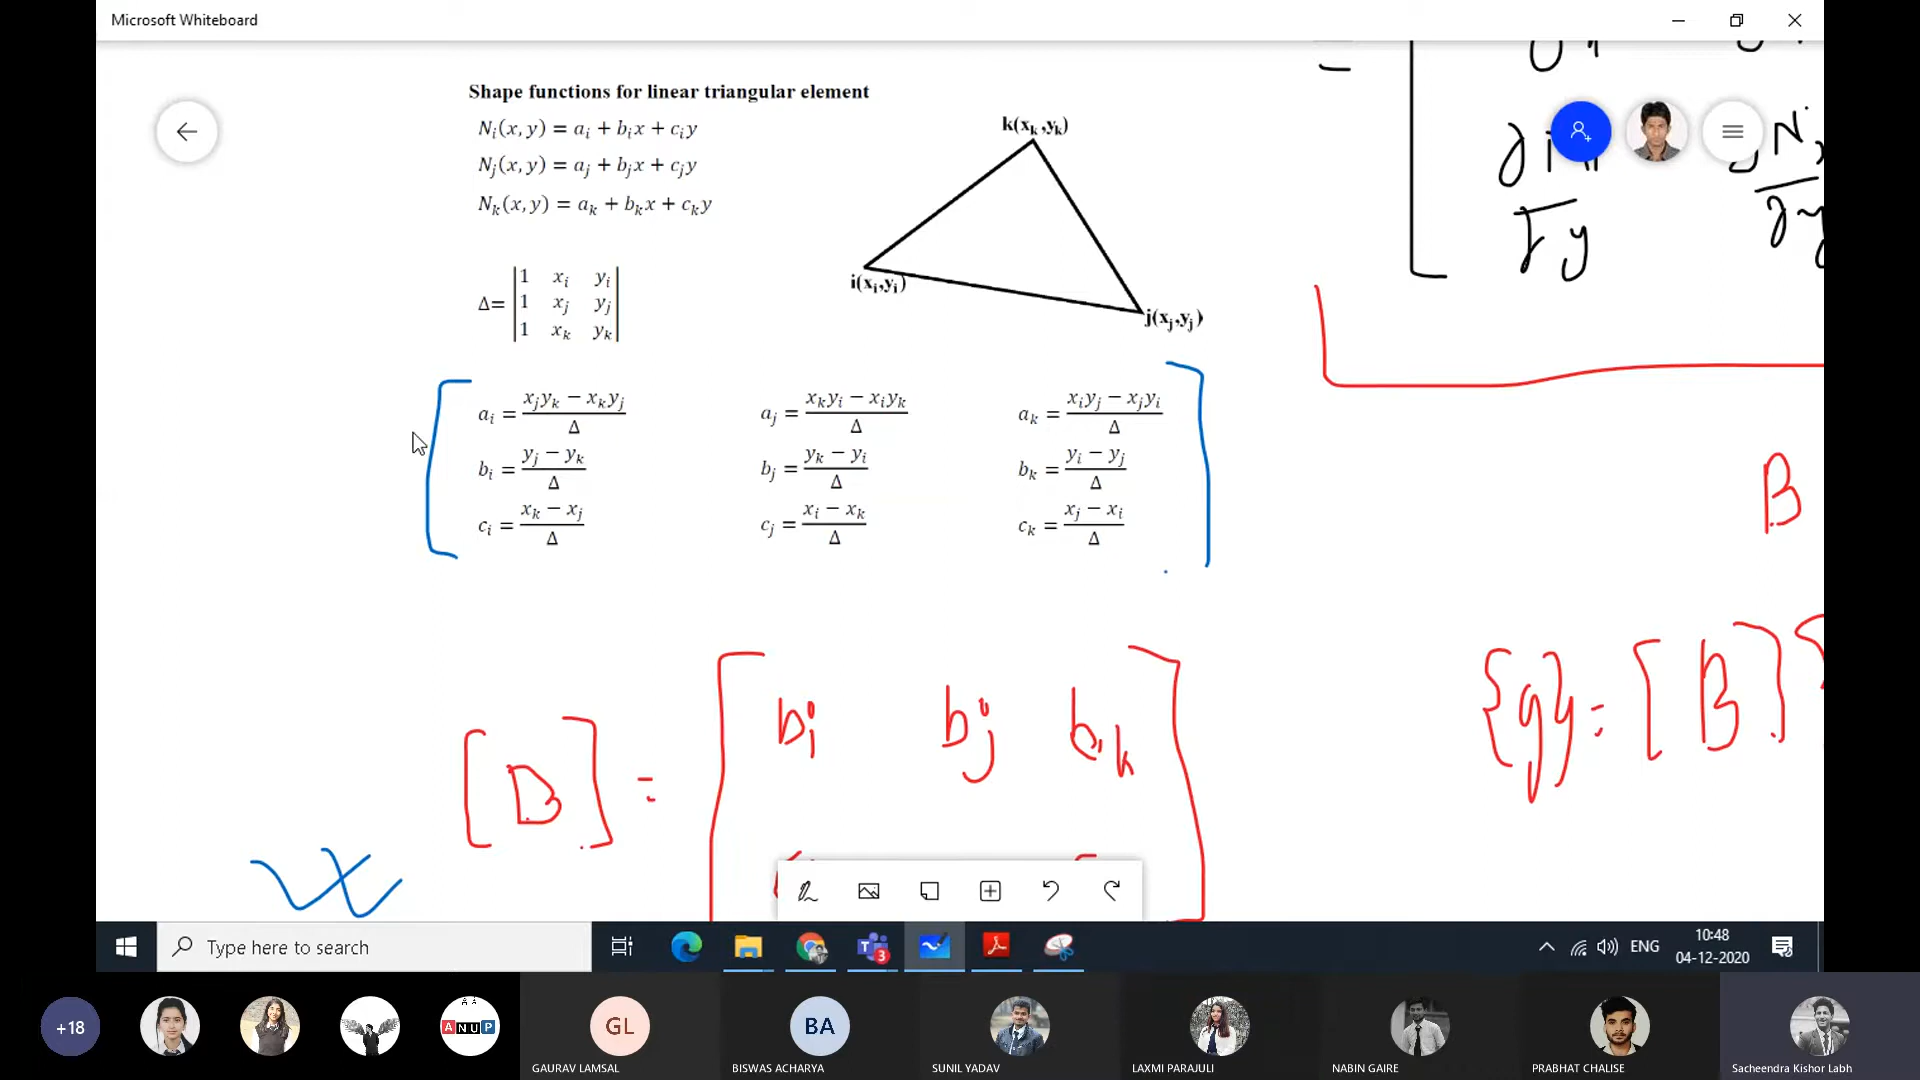 Microsoft Whiteboard
Shape functions for linear triangular element
Nᵢ(x, y) = aᵢ + bᵢx + cᵢy
Nⱼ(x, y) = aⱼ + bⱼx + cⱼy
Nₖ(x, y) = aₖ + bₖx + cₖy
k(xₖ,yₖ)
i(xᵢ,yᵢ)
j(xⱼ,yⱼ)
Δ= |1 xᵢ yᵢ|
|1 xⱼ yⱼ|
|1 xₖ yₖ|
aᵢ = (xⱼyₖ − xₖyⱼ)/Δ aⱼ = (xₖyᵢ − xᵢyₖ)/Δ aₖ = (xᵢyⱼ − xⱼyᵢ)/Δ
bᵢ = (yⱼ − yₖ)/Δ bⱼ = (yₖ − yᵢ)/Δ bₖ = (yᵢ − yⱼ)/Δ
cᵢ = (xₖ − xⱼ)/Δ cⱼ = (xᵢ − xₖ)/Δ cₖ = (xⱼ − xᵢ)/Δ
B
{g} = [B]
[B] = [bᵢ bⱼ bₖ
Type here to search
3
ENG
10:48
04-12-2020
+18
ANUP
GL
BA
GAURAV LAMSAL
BISWAS ACHARYA
SUNIL YADAV
LAXMI PARAJULI
NABIN GAIRE
PRABHAT CHALISE
Sacheendra Kishor Labh